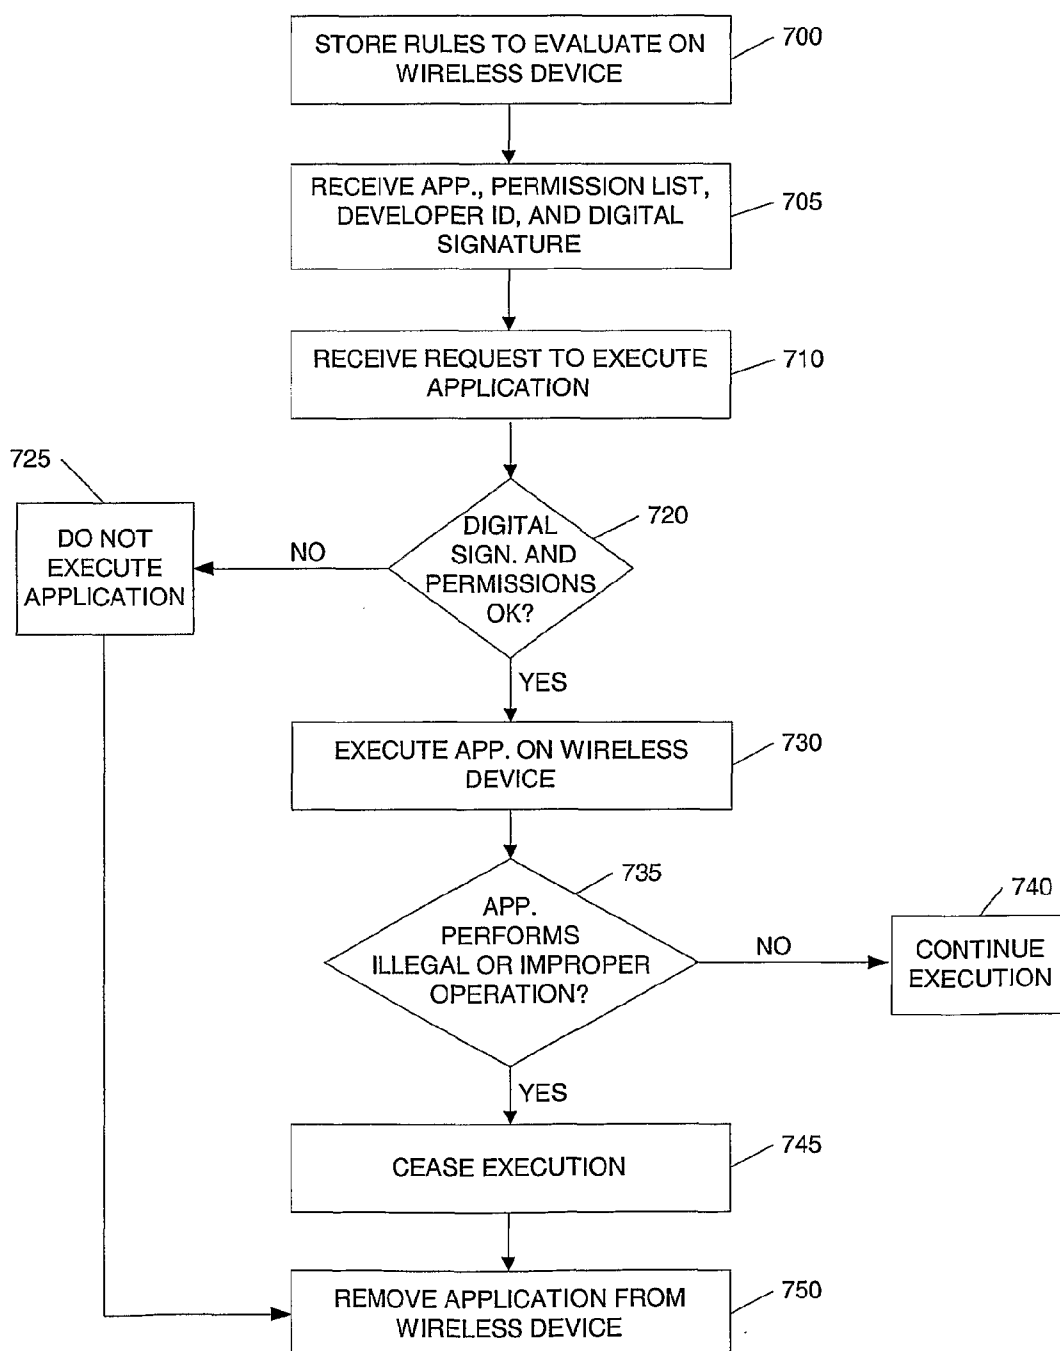 STORE RULES TO EVALUATE ON
WIRELESS DEVICE
700
RECEIVE APP., PERMISSION LIST,
DEVELOPER ID, AND DIGITAL
SIGNATURE
705
RECEIVE REQUEST TO EXECUTE
APPLICATION
710
725
DO NOT
EXECUTE
APPLICATION
NO
DIGITAL
SIGN. AND
PERMISSIONS
OK?
720
YES
EXECUTE APP. ON WIRELESS
DEVICE
730
APP.
PERFORMS
ILLEGAL OR IMPROPER
OPERATION?
735
NO
740
CONTINUE
EXECUTION
YES
CEASE EXECUTION
745
REMOVE APPLICATION FROM
WIRELESS DEVICE
750